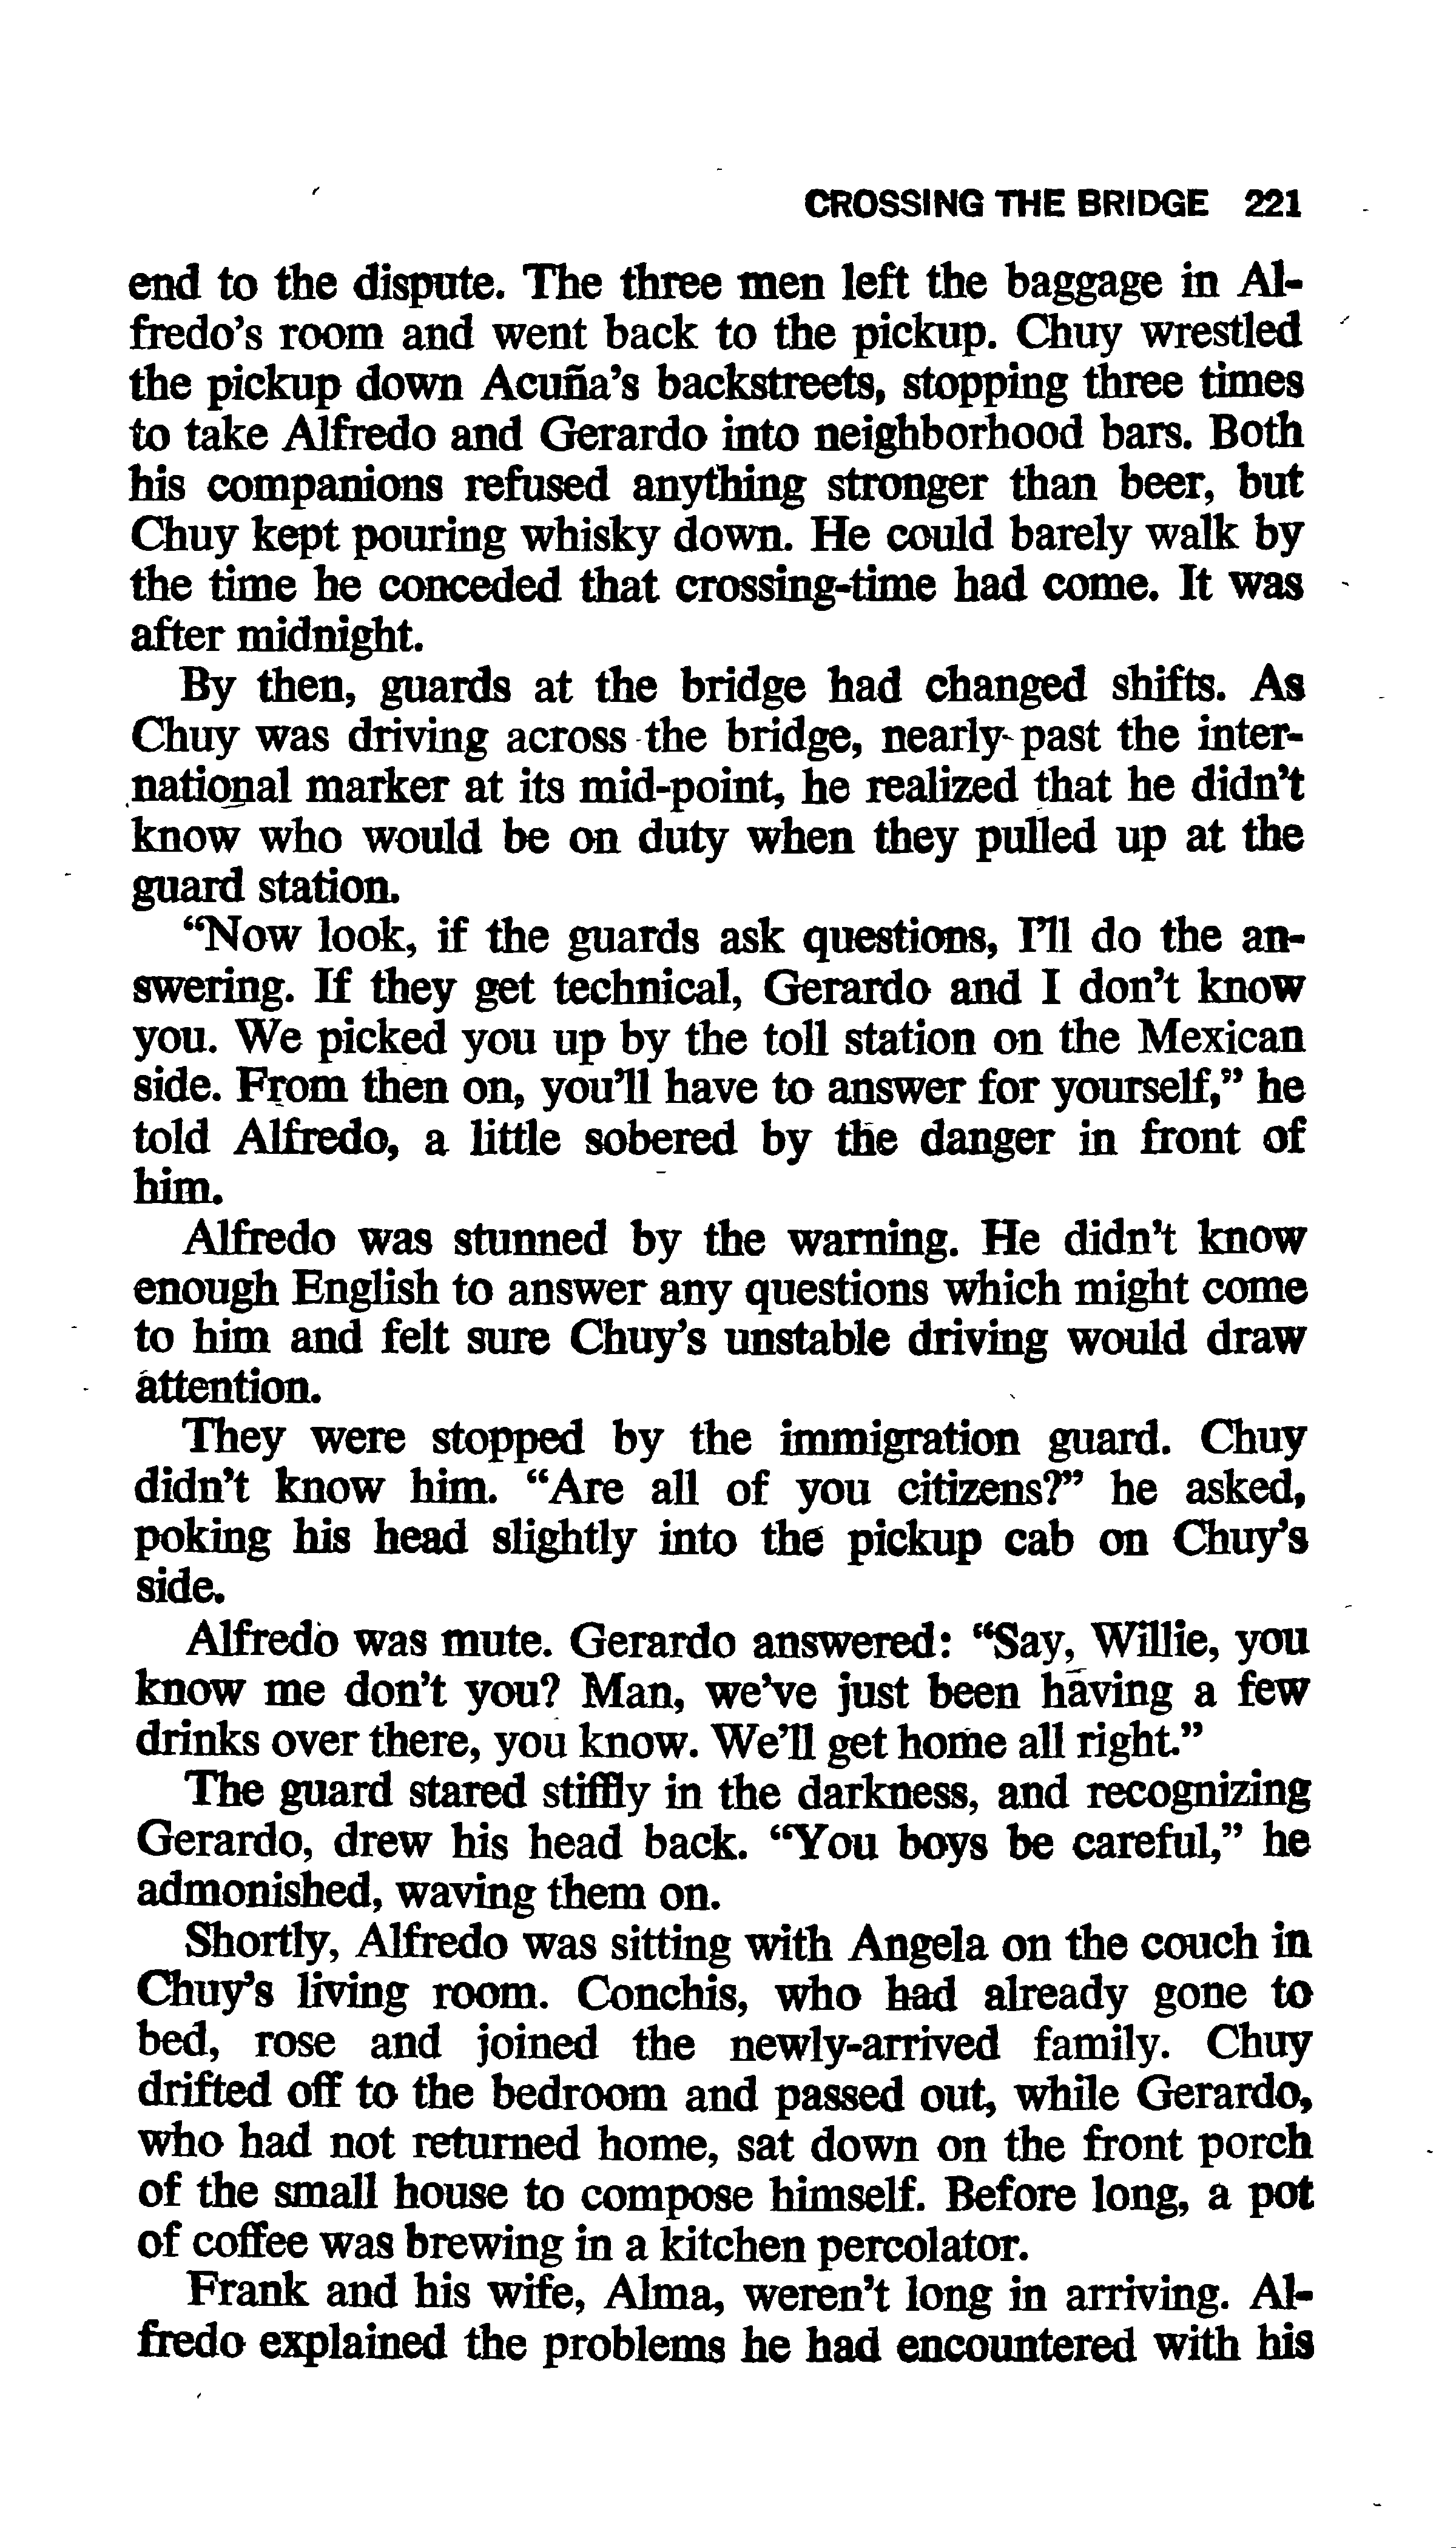 CROSSING THE BRIDGE 221
end to the dispute. The three men left the baggage in Al-
fredo's room and went back to the pickup. Chuy wrestled
the pickup down Acuña's backstreets, stopping three times
to take Alfredo and Gerardo into neighborhood bars. Both
his companions refused anything stronger than beer, but
Chuy kept pouring whisky down. He could barely walk by
the time he conceded that crossing-time had come. It was
after midnight.
By then, guards at the bridge had changed shifts. As
Chuy was driving across the bridge, nearly past the inter-
national marker at its mid-point, he realized that he didn't
know who would be on duty when they pulled up at the
guard station.
“Now look, if the guards ask questions, I'll do the an-
swering. If they get technical, Gerardo and I don't know
you. We picked you up by the toll station on the Mexican
side. From then on, you'll have to answer for yourself,” he
told Alfredo, a little sobered by the danger in front of
him.
Alfredo was stunned by the warning. He didn't know
enough English to answer any questions which might come
to him and felt sure Chuy's unstable driving would draw
attention.
They were stopped by the immigration guard. Chuy
didn't know him. “Are all of you citizens?” he asked,
poking his head slightly into the pickup cab on Chuy's
side.
Alfredo was mute. Gerardo answered: “Say, Willie, you
know me don't you? Man, we've just been having a few
drinks over there, you know. We'll get home all right.”
The guard stared stiffly in the darkness, and recognizing
Gerardo, drew his head back. “You boys be careful,” he
admonished, waving them on.
Shortly, Alfredo was sitting with Angela on the couch in
Chuy's living room. Conchis, who had already gone to
bed, rose and joined the newly-arrived family. Chuy
drifted off to the bedroom and passed out, while Gerardo,
who had not returned home, sat down on the front porch
of the small house to compose himself. Before long, a pot
of coffee was brewing in a kitchen percolator.
Frank and his wife, Alma, weren't long in arriving. Al-
fredo explained the problems he had encountered with his